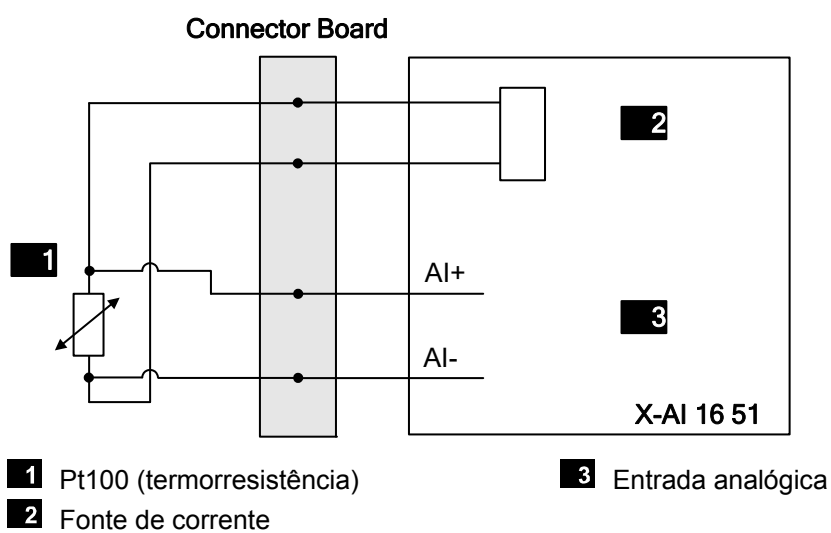 Connector Board
2
1
AI+
3
AI-
X-AI 16 51
1 Pt100 (termorresistência)
3 Entrada analógica
2 Fonte de corrente